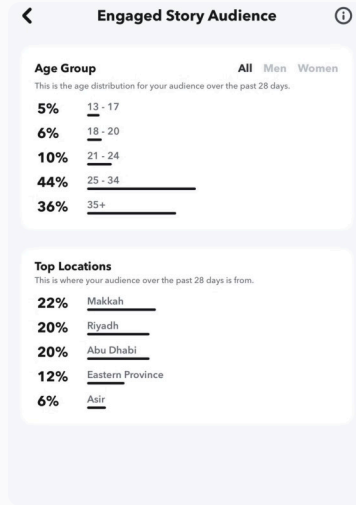 Engaged Story Audience
Age Group All Men Women
This is the age distribution for your audience over the past 28 days.
5% 13 - 17
6% 18 - 20
10% 21 - 24
44% 25 - 34
36% 35+
Top Locations
This is where your audience over the past 28 days is from.
22% Makkah
20% Riyadh
20% Abu Dhabi
12% Eastern Province
6% Asir